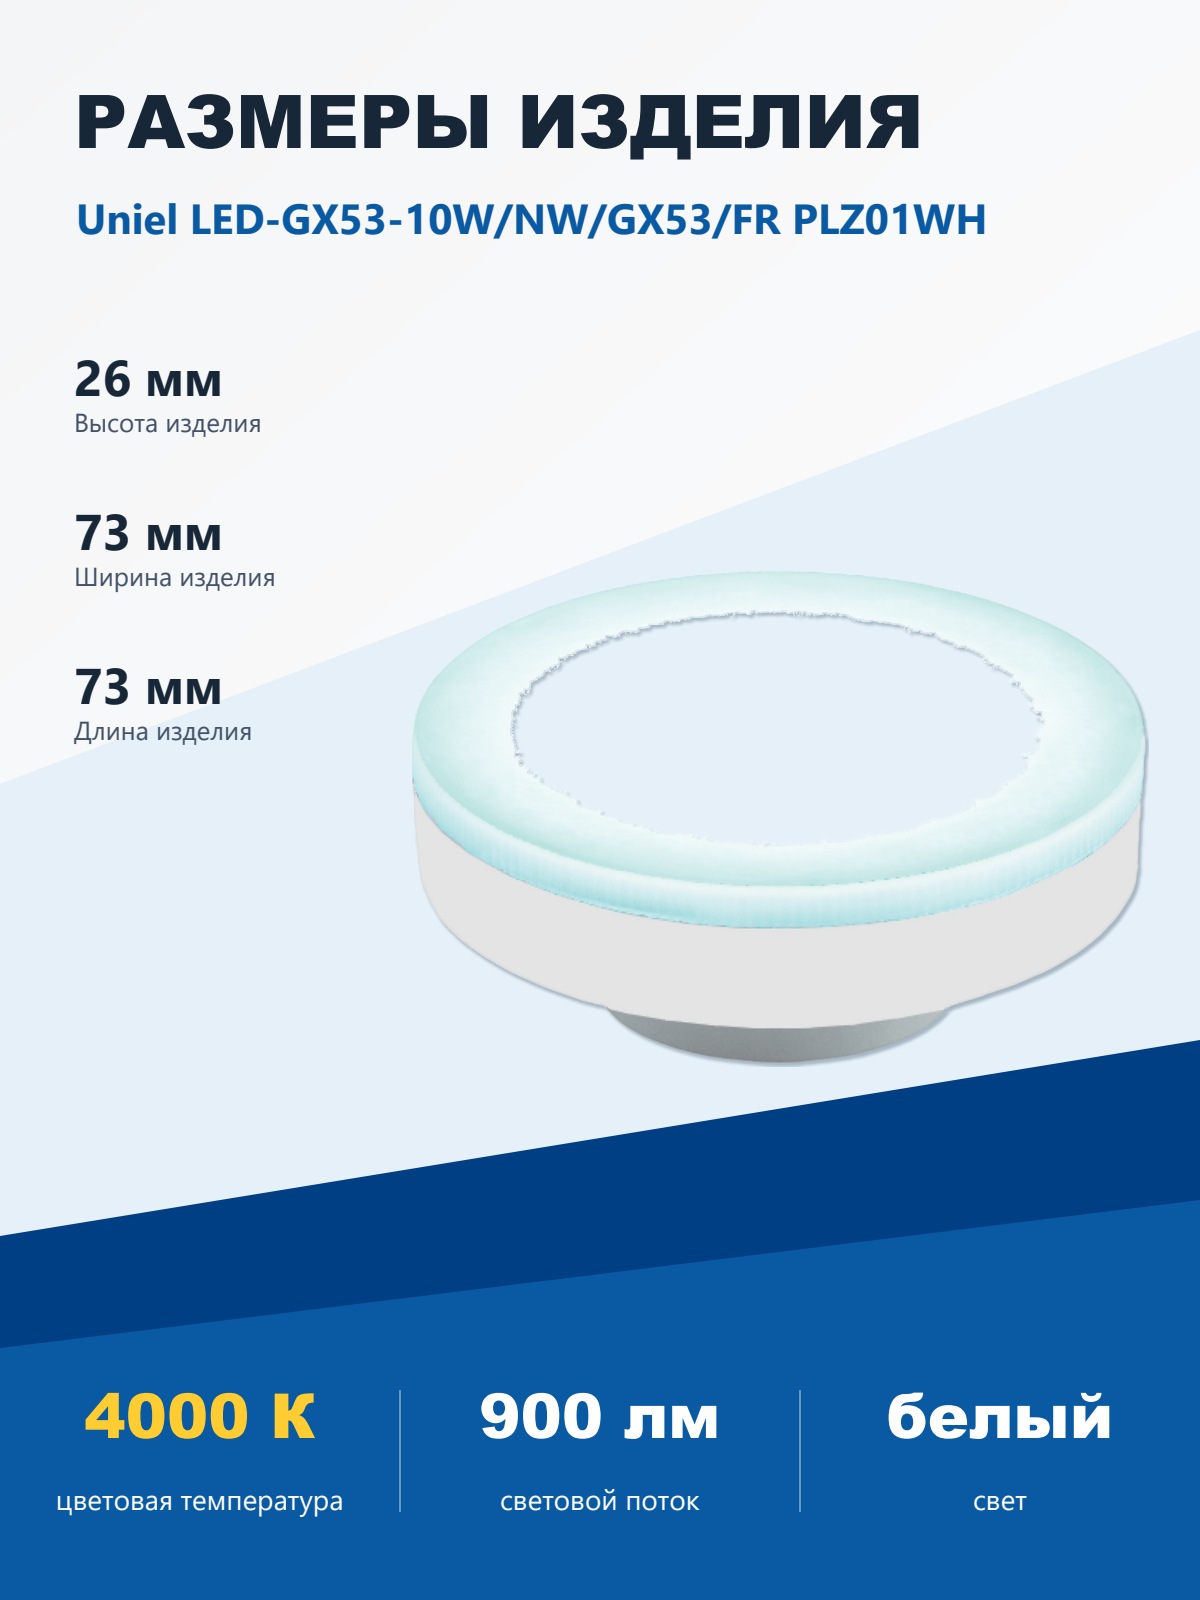 РАЗМЕРЫ ИЗДЕЛИЯ
Uniel LED-GX53-10W/NW/GX53/FR PLZ01WH
26 мм
Высота изделия
73 мм
Ширина изделия
73 мм
Длина изделия
4000 К
цветовая температура
900 лм
световой поток
белый
свет